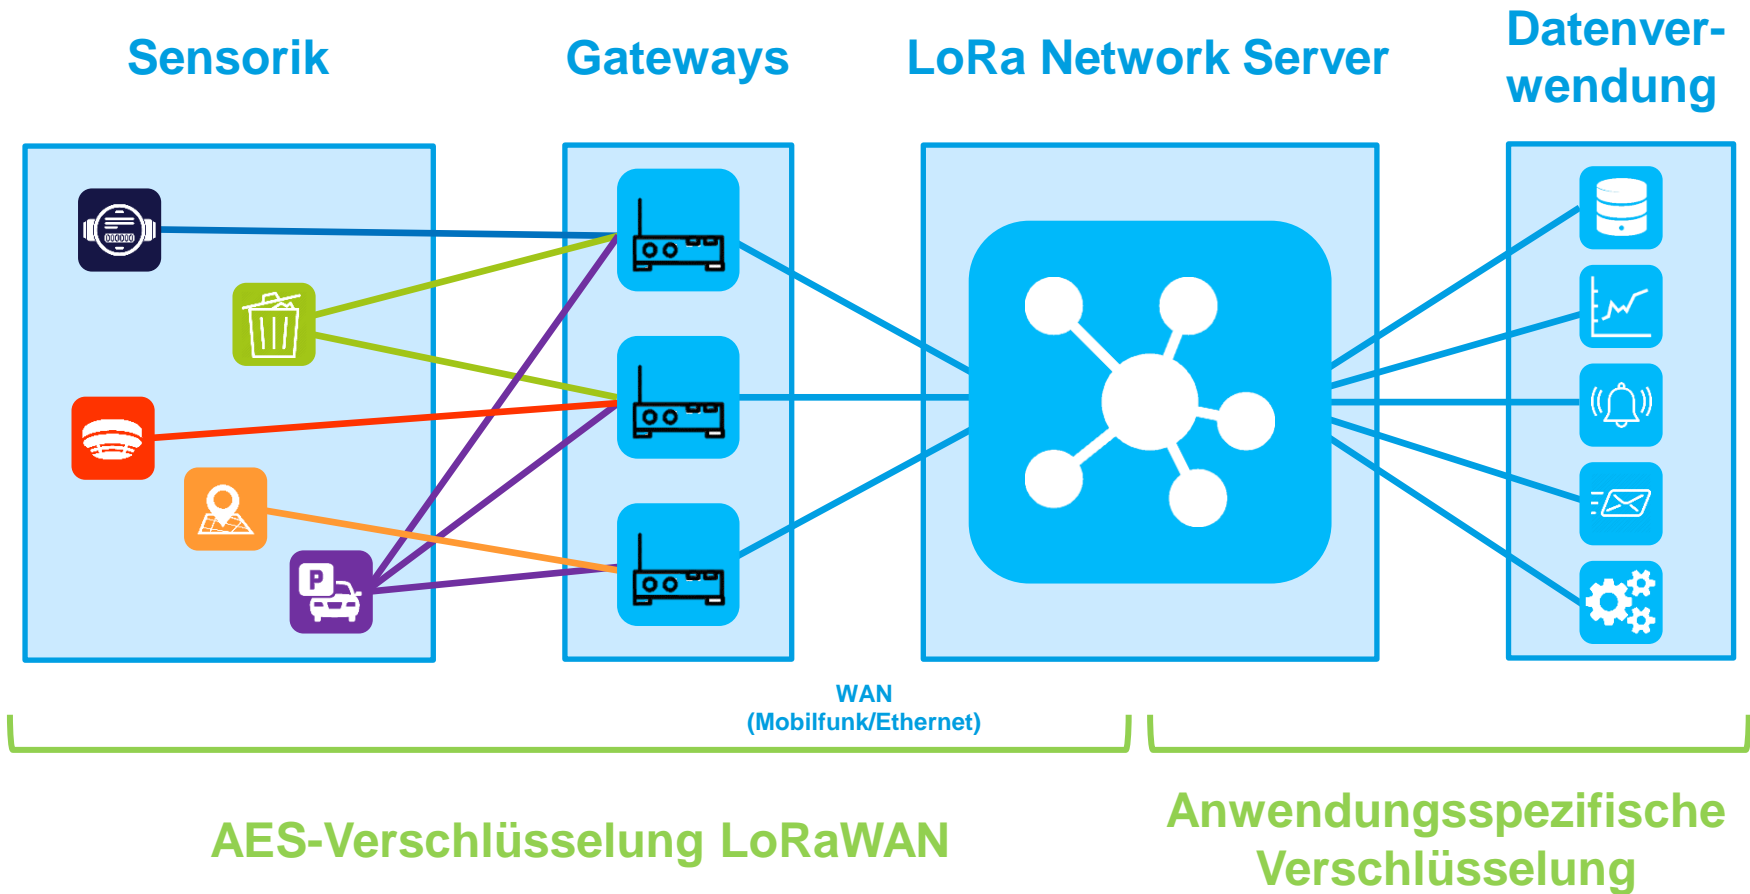 Sensorik
Gateways
LoRa Network Server
Datenver-
wendung
P
WAN
(Mobilfunk/Ethernet)
AES-Verschlüsselung LoRaWAN
Anwendungsspezifische
Verschlüsselung